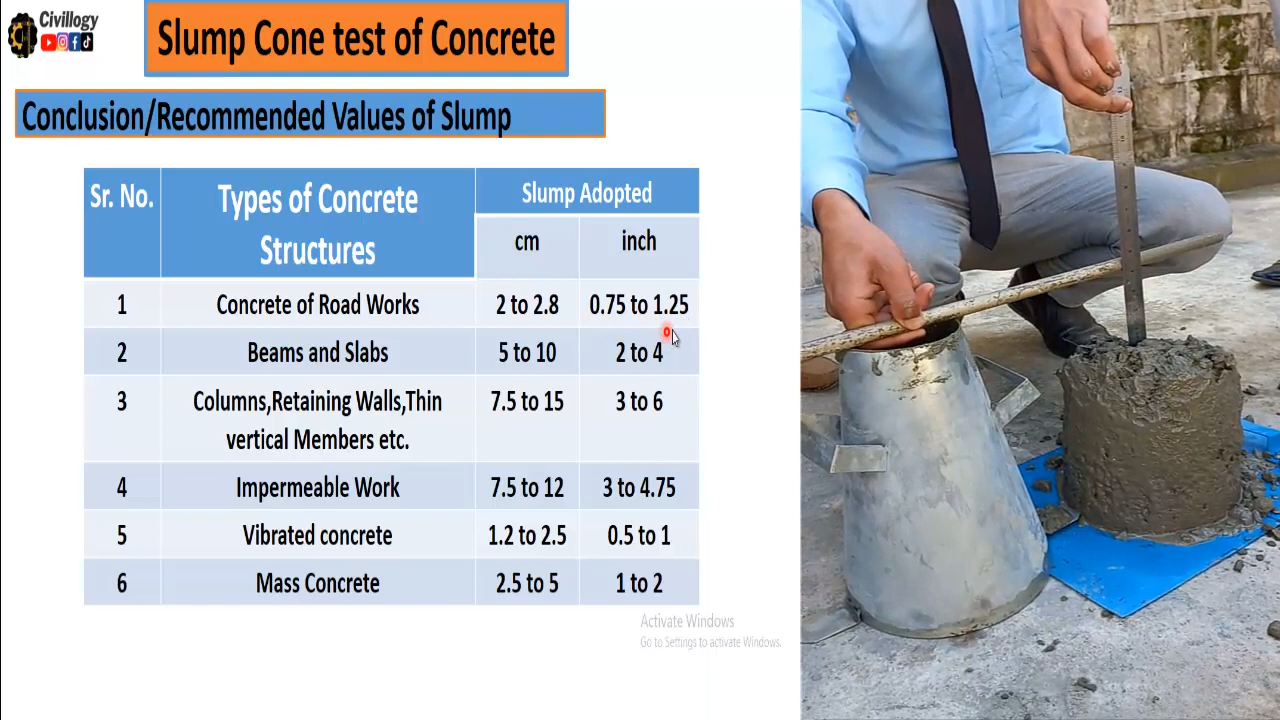 Civillogy
Slump Cone test of Concrete
Conclusion/Recommended Values of Slump
Sr. No.
Types of Concrete
Structures
Slump Adopted
cm
inch
1 Concrete of Road Works 2 to 2.8 0.75 to 1.25
2 Beams and Slabs 5 to 10 2 to 4
3 Columns,Retaining Walls,Thin 7.5 to 15 3 to 6
vertical Members etc.
4 Impermeable Work 7.5 to 12 3 to 4.75
5 Vibrated concrete 1.2 to 2.5 0.5 to 1
6 Mass Concrete 2.5 to 5 1 to 2
Activate Windows
Go to Settings to activate Windows.